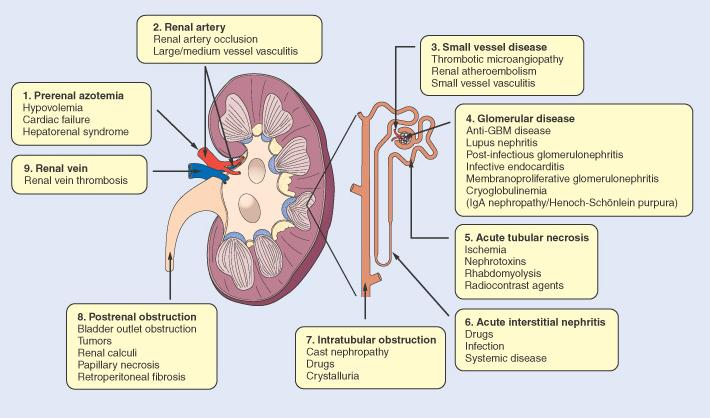 2. Renal artery
Renal artery occlusion
Large/medium vessel vasculitis
3. Small vessel disease
Thrombotic microangiopathy
Renal atheroembolism
Small vessel vasculitis
1. Prerenal azotemia
Hypovolemia
Cardiac failure
Hepatorenal syndrome
4. Glomerular disease
Anti-GBM disease
Lupus nephritis
Post-infectious glomerulonephritis
Infective endocarditis
Membranoproliferative glomerulonephritis
Cryoglobulinemia
(IgA nephropathy/Henoch-Schönlein purpura)
9. Renal vein
Renal vein thrombosis
5. Acute tubular necrosis
Ischemia
Nephrotoxins
Rhabdomyolysis
Radiocontrast agents
8. Postrenal obstruction
Bladder outlet obstruction
Tumors
Renal calculi
Papillary necrosis
Retroperitoneal fibrosis
7. Intratubular obstruction
Cast nephropathy
Drugs
Crystalluria
6. Acute interstitial nephritis
Drugs
Infection
Systemic disease